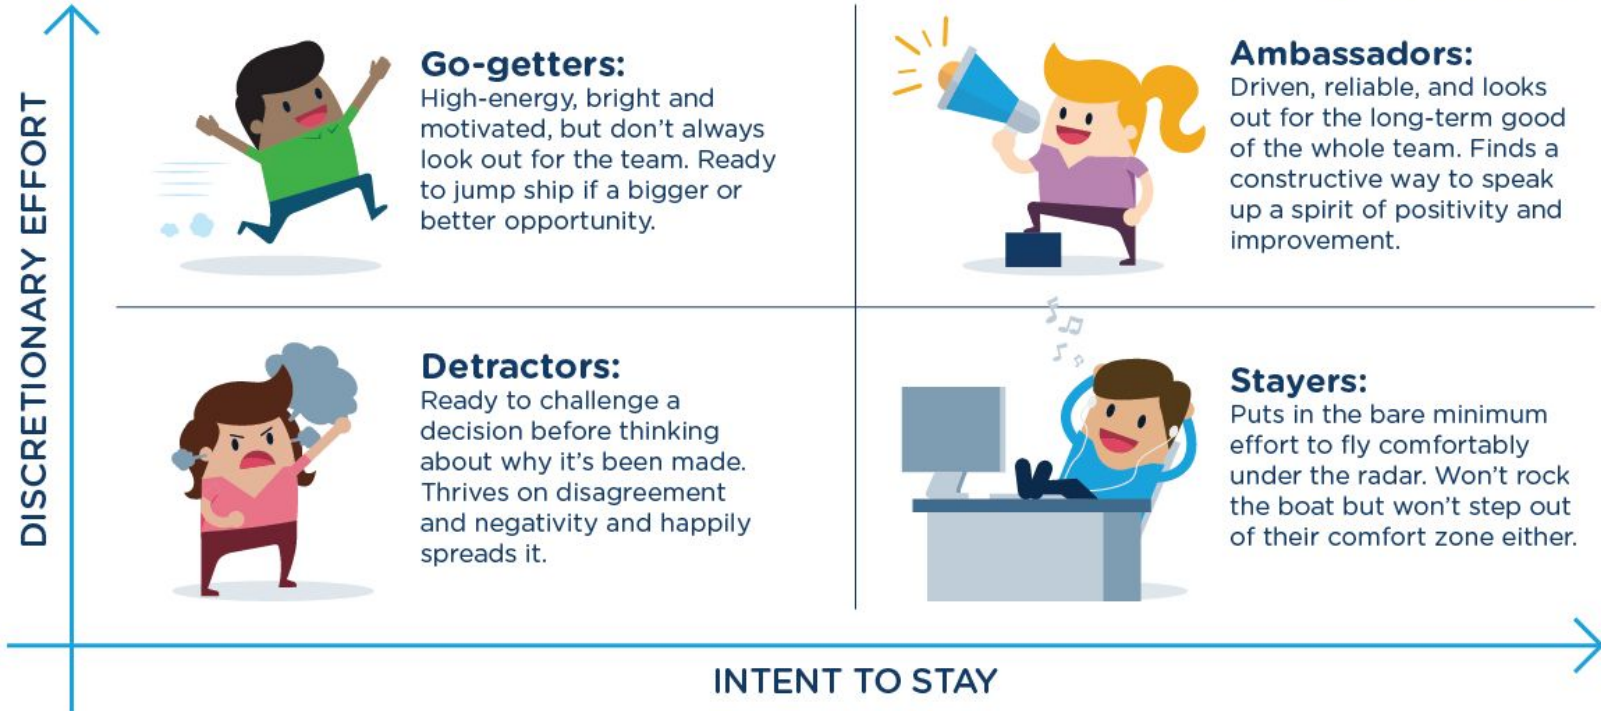 DISCRETIONARY EFFORT
Go-getters:
High-energy, bright and
motivated, but don't always
look out for the team. Ready
to jump ship if a bigger or
better opportunity.
Ambassadors:
Driven, reliable, and looks
out for the long-term good
of the whole team. Finds a
constructive way to speak
up a spirit of positivity and
improvement.
Detractors:
Ready to challenge a
decision before thinking
about why it's been made.
Thrives on disagreement
and negativity and happily
spreads it.
Stayers:
Puts in the bare minimum
effort to fly comfortably
under the radar. Won't rock
the boat but won't step out
of their comfort zone either.
INTENT TO STAY